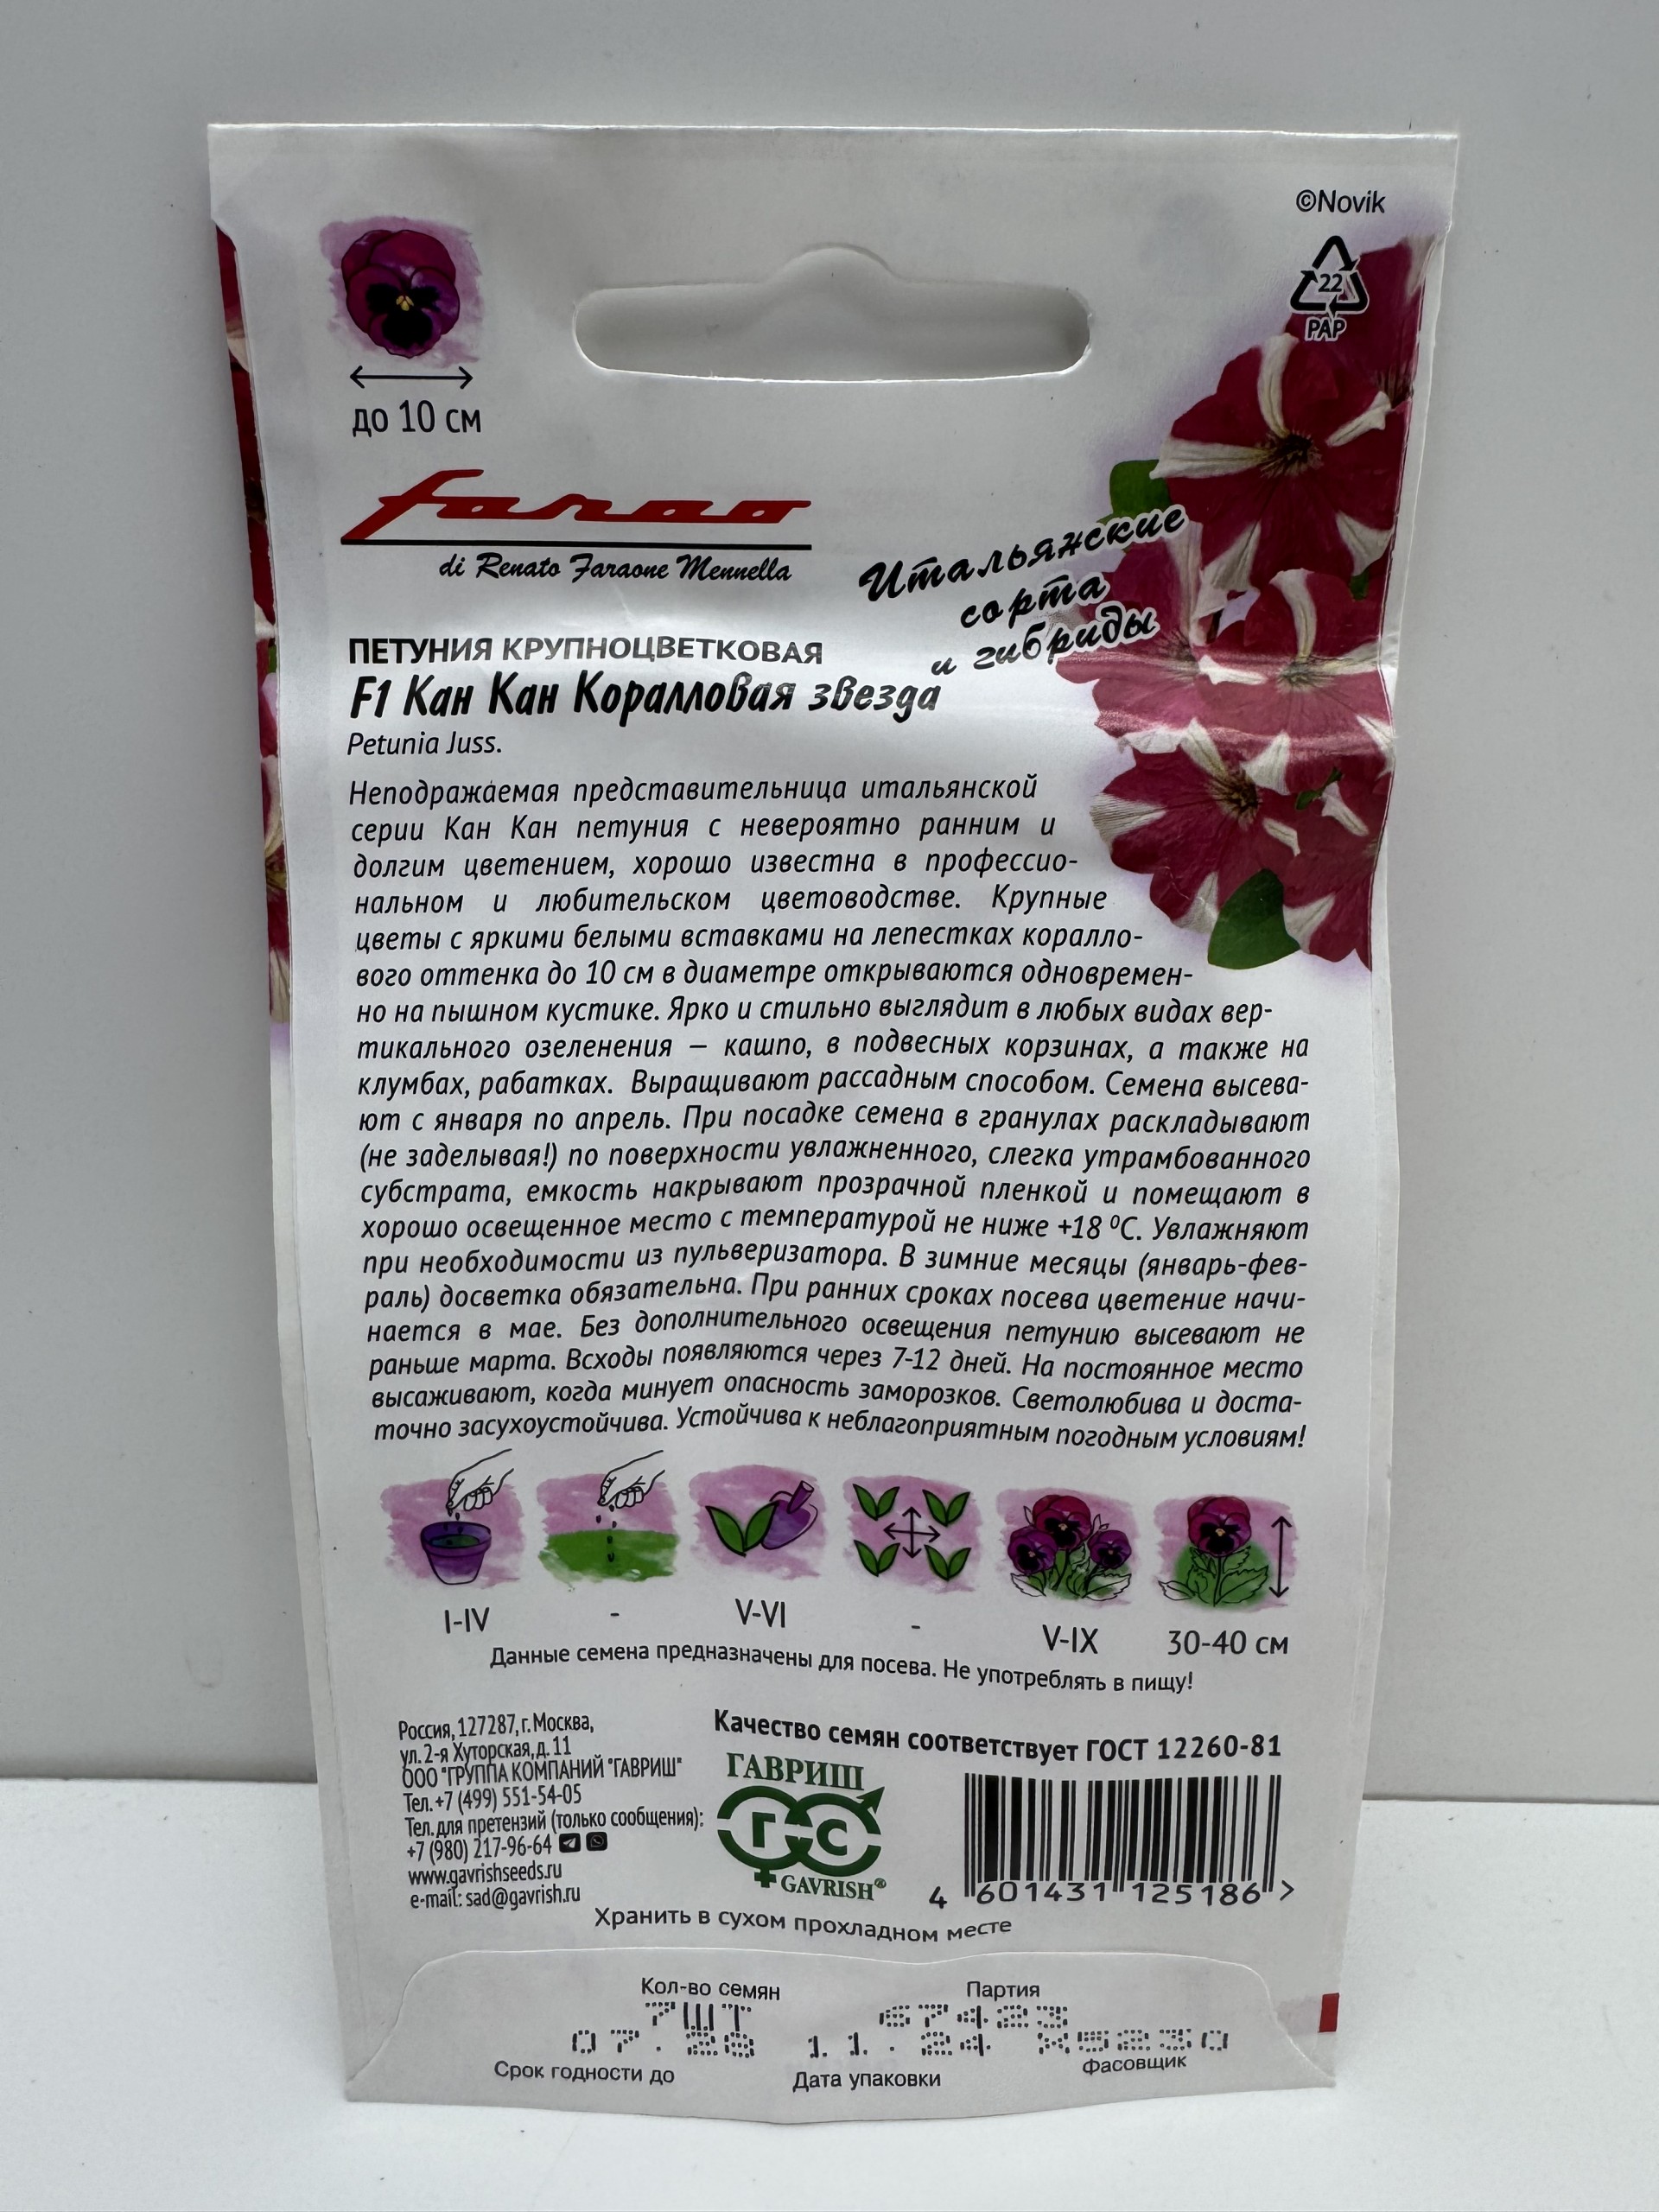 ©Novik
22
PAP
до 10 см
farao
di Renato Faraone Mennella
Итальянские
сорта
и гибриды
ПЕТУНИЯ КРУПНОЦВЕТКОВАЯ
F1 Кан Кан Коралловая звезда
Petunia Juss.
Неподражаемая представительница итальянской
серии Кан Кан петуния с невероятно ранним и
долгим цветением, хорошо известна в профессио-
нальном и любительском цветоводстве. Крупные
цветы с яркими белыми вставками на лепестках коралло-
вого оттенка до 10 см в диаметре открываются одновремен-
но на пышном кустике. Ярко и стильно выглядит в любых видах вер-
тикального озеленения – кашпо, в подвесных корзинах, а также на
клумбах, рабатках. Выращивают рассадным способом. Семена высева-
ют с января по апрель. При посадке семена в гранулах раскладывают
(не заделывая!) по поверхности увлажненного, слегка утрамбованного
субстрата, емкость накрывают прозрачной пленкой и помещают в
хорошо освещенное место с температурой не ниже +18 ⁰С. Увлажняют
при необходимости из пульверизатора. В зимние месяцы (январь-фев-
раль) досветка обязательна. При ранних сроках посева цветение начи-
нается в мае. Без дополнительного освещения петунию высевают не
раньше марта. Всходы появляются через 7-12 дней. На постоянное место
высаживают, когда минует опасность заморозков. Светолюбива и доста-
точно засухоустойчива. Устойчива к неблагоприятным погодным условиям!
I-IV - V-VI - V-IX 30-40 см
Данные семена предназначены для посева. Не употреблять в пищу!
Россия, 127287, г. Москва,
ул. 2-я Хуторская, д. 11
ООО "ГРУППА КОМПАНИЙ "ГАВРИШ"
Тел. +7 (499) 551-54-05
Тел. для претензий (только сообщения):
+7 (980) 217-96-64
www.gavrishseeds.ru
e-mail: sad@gavrish.ru
Качество семян соответствует ГОСТ 12260-81
ГАВРИШ
ГС
GAVRISH®
4 601431 125186 >
Хранить в сухом прохладном месте
Кол-во семян Партия
7ШТ 67423
07.28 11.24 X5230
Срок годности до Дата упаковки Фасовщик